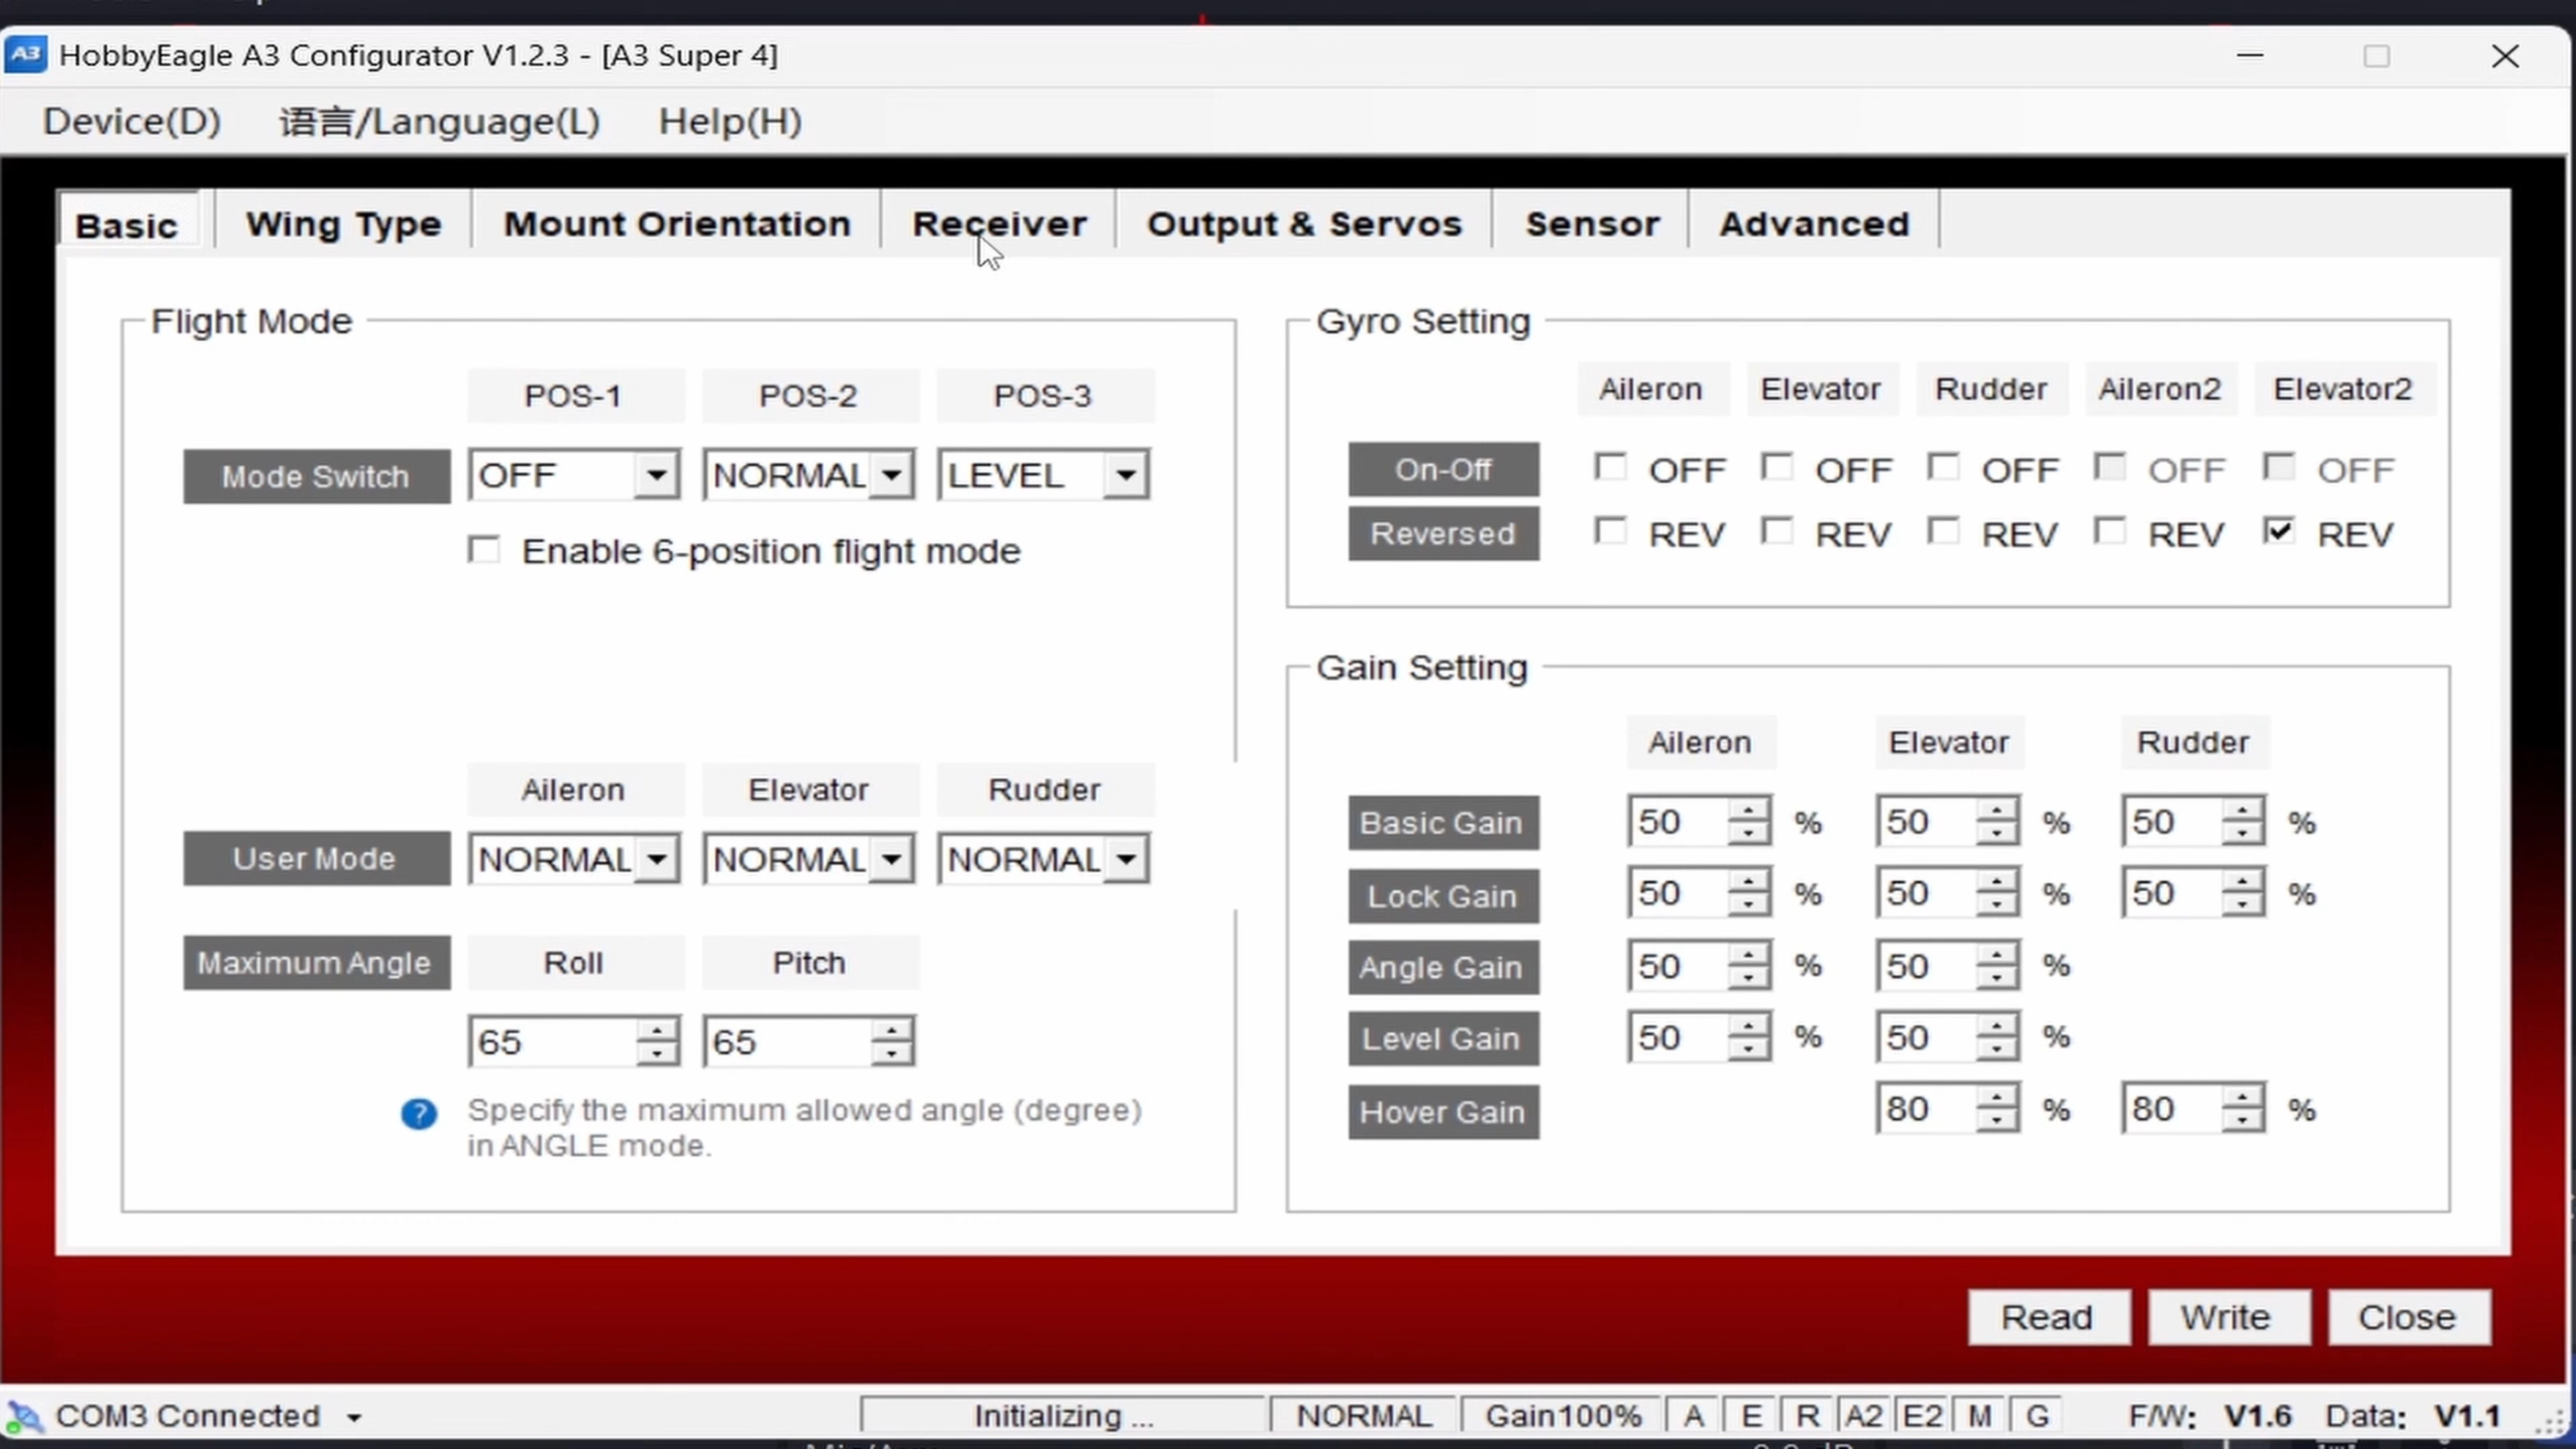 A3 HobbyEagle A3 Configurator V1.2.3 - [A3 Super 4]
Device(D) 语言/Language(L) Help(H)
Basic Wing Type Mount Orientation Receiver Output & Servos Sensor Advanced
Flight Mode
POS-1 POS-2 POS-3
Mode Switch OFF NORMAL LEVEL
Enable 6-position flight mode
Aileron Elevator Rudder
User Mode NORMAL NORMAL NORMAL
Maximum Angle Roll Pitch
65 65
? Specify the maximum allowed angle (degree)
in ANGLE mode.
Gyro Setting
Aileron Elevator Rudder Aileron2 Elevator2
On-Off OFF OFF OFF OFF OFF
Reversed REV REV REV REV REV
Gain Setting
Aileron Elevator Rudder
Basic Gain 50 % 50 % 50 %
Lock Gain 50 % 50 % 50 %
Angle Gain 50 % 50 %
Level Gain 50 % 50 %
Hover Gain 80 % 80 %
Read Write Close
COM3 Connected Initializing ... NORMAL Gain100% A E R A2 E2 M G F/W: V1.6 Data: V1.1